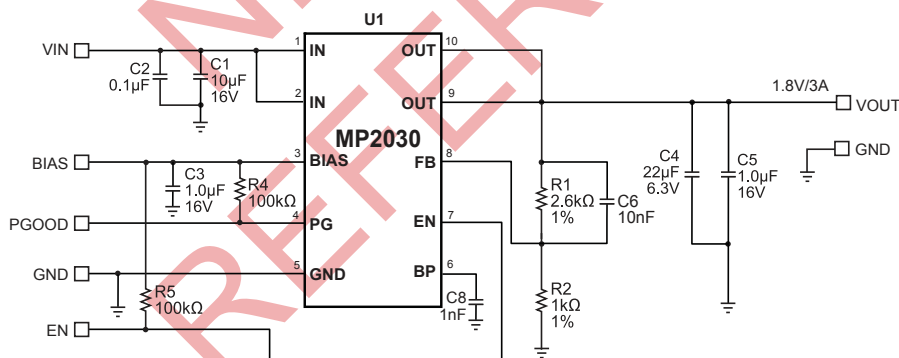 U1
VIN
C2
0.1µF
C1
10µF
16V
1
IN
2
IN
MP2030
BIAS
C3
1.0µF
16V
R4
100kΩ
3
BIAS
PGOOD
4
PG
GND
5
GND
R5
100kΩ
EN
OUT
10
OUT
9
FB
8
EN
7
BP
6
C8
1nF
R1
2.6kΩ
1%
C6
10nF
R2
1kΩ
1%
C4
22µF
6.3V
C5
1.0µF
16V
1.8V/3A
VOUT
GND
REFER